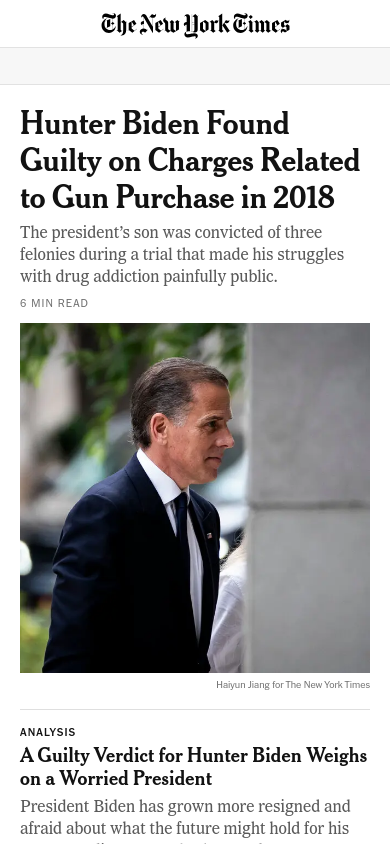 The New York Times
Hunter Biden Found
Guilty on Charges Related
to Gun Purchase in 2018
The president’s son was convicted of three
felonies during a trial that made his struggles
with drug addiction painfully public.
6 MIN READ
Haiyun Jiang for The New York Times
ANALYSIS
A Guilty Verdict for Hunter Biden Weighs
on a Worried President
President Biden has grown more resigned and
afraid about what the future might hold for his